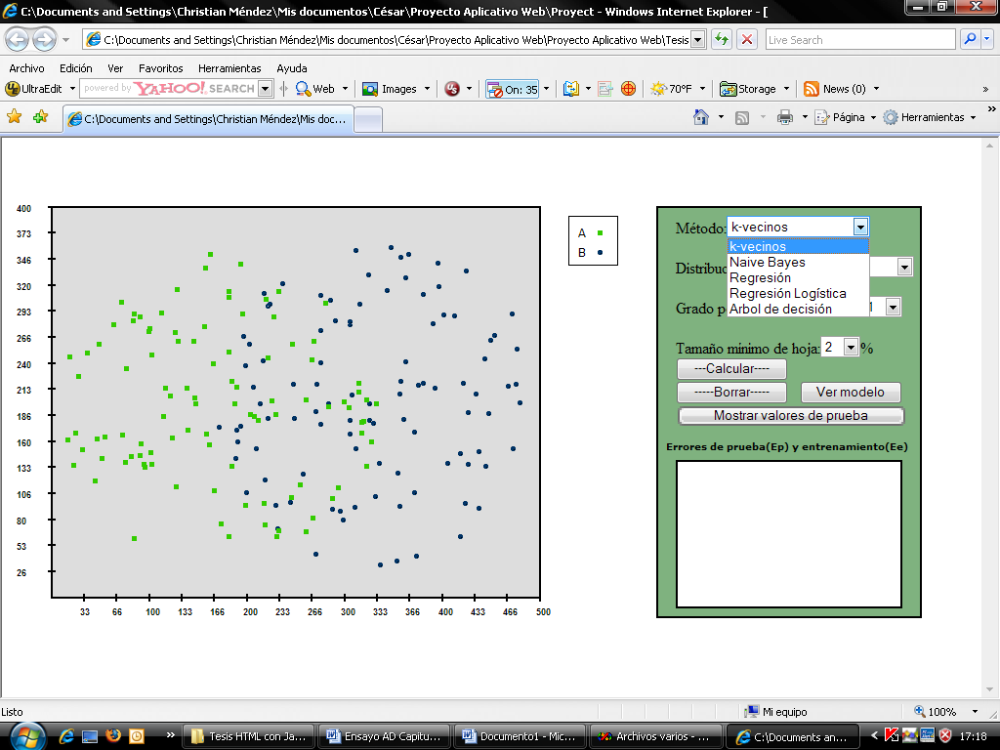 C:\Documents and Settings\Christian Méndez\Mis documentos\César\Proyecto Aplicativo Web\Proyect - Windows Internet Explorer - [
C:\Documents and Settings\Christian Méndez\Mis documentos\César\Proyecto Aplicativo Web\Proyecto Aplicativo Web\Tesis
Live Search
Archivo Edición Ver Favoritos Herramientas Ayuda
UltraEdit powered by YAHOO! SEARCH Web Images On: 35 70°F Storage News (0) »
C:\Documents and Settings\Christian Méndez\Mis doc... Página Herramientas »
400
373
346
320
293
266
240
213
186
160
133
106
80
53
26
33 66 100 133 166 200 233 266 300 333 366 400 433 466 500
A
B
Método: k-vecinos
k-vecinos
Naive Bayes
Regresión
Regresión Logística
Arbol de decisión
Distribuc
Grado p 1
Tamaño mínimo de hoja: 2 %
---Calcular----
-----Borrar----- Ver modelo
Mostrar valores de prueba
Errores de prueba(Ep) y entrenamiento(Ee)
Listo Mi equipo 100%
» Tesis HTML con Ja... Ensayo AD Capitu... Documento1 - Mic... Archivos varios - ... C:\Documents an... 17:18